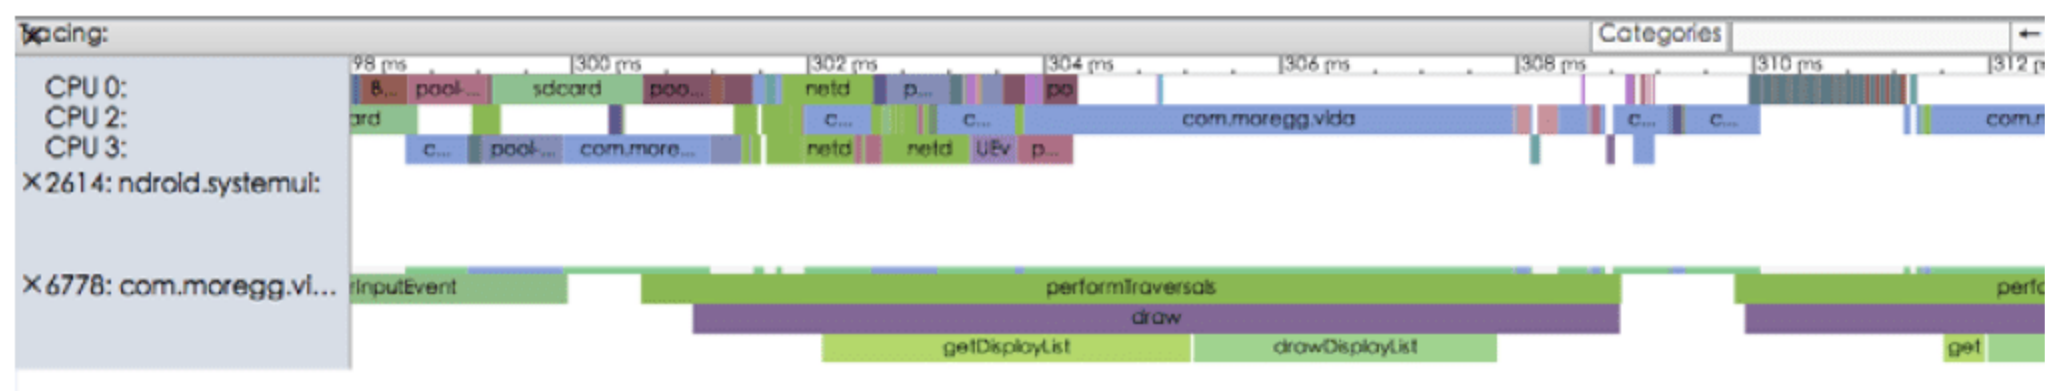 Tracing: Categories ←
98 ms 300 ms 302 ms 304 ms 306 ms 308 ms 310 ms 312
CPU 0: 8... pool-... sdcard poo... netd p... po
CPU 2: ard c... c... com.moregg.vida c... c...
CPU 3: c... pool-... com.more... netd netd UEv p...
×2614: ndroid.systemui:
×6778: com.moregg.vi... rInputEvent performTraversals perfo
draw
getDisplayList drawDisplayList get